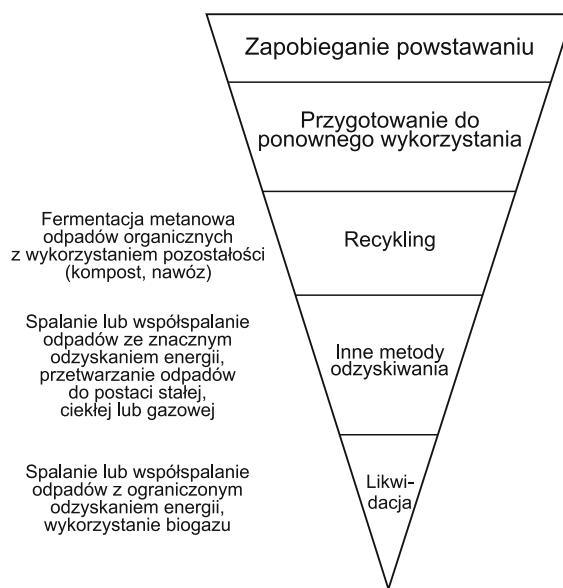 Zapobieganie powstawaniu
Przygotowanie do
ponownego wykorzystania
Fermentacja metanowa
odpadów organicznych
z wykorzystaniem pozostałości
(kompost, nawóz)
Recykling
Spalanie lub współspalanie
odpadów ze znacznym
odzyskaniem energii,
przetwarzanie odpadów
do postaci stałej,
ciekłej lub gazowej
Inne metody
odzyskiwania
Spalanie lub współspalanie
odpadów z ograniczonym
odzyskaniem energii,
wykorzystanie biogazu
Likwi-
dacja